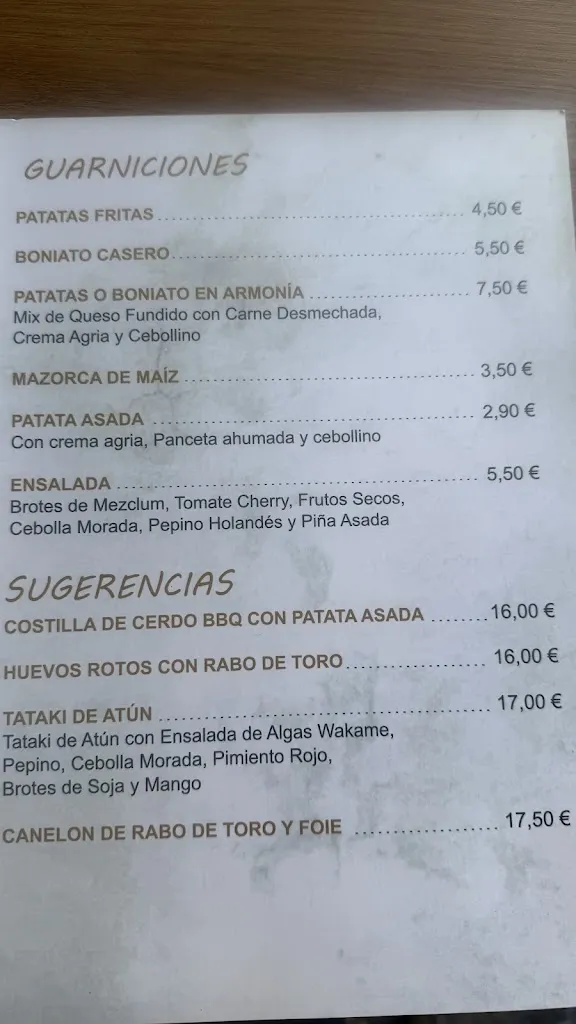 GUARNICIONES
PATATAS FRITAS 4,50 €
BONIATO CASERO 5,50 €
PATATAS O BONIATO EN ARMONÍA 7,50 €
Mix de Queso Fundido con Carne Desmechada,
Crema Agria y Cebollino
MAZORCA DE MAÍZ 3,50 €
PATATA ASADA 2,90 €
Con crema agria, Panceta ahumada y cebollino
ENSALADA 5,50 €
Brotes de Mezclum, Tomate Cherry, Frutos Secos,
Cebolla Morada, Pepino Holandés y Piña Asada
SUGERENCIAS
COSTILLA DE CERDO BBQ CON PATATA ASADA 16,00 €
HUEVOS ROTOS CON RABO DE TORO 16,00 €
TATAKI DE ATÚN 17,00 €
Tataki de Atún con Ensalada de Algas Wakame,
Pepino, Cebolla Morada, Pimiento Rojo,
Brotes de Soja y Mango
CANELON DE RABO DE TORO Y FOIE 17,50 €